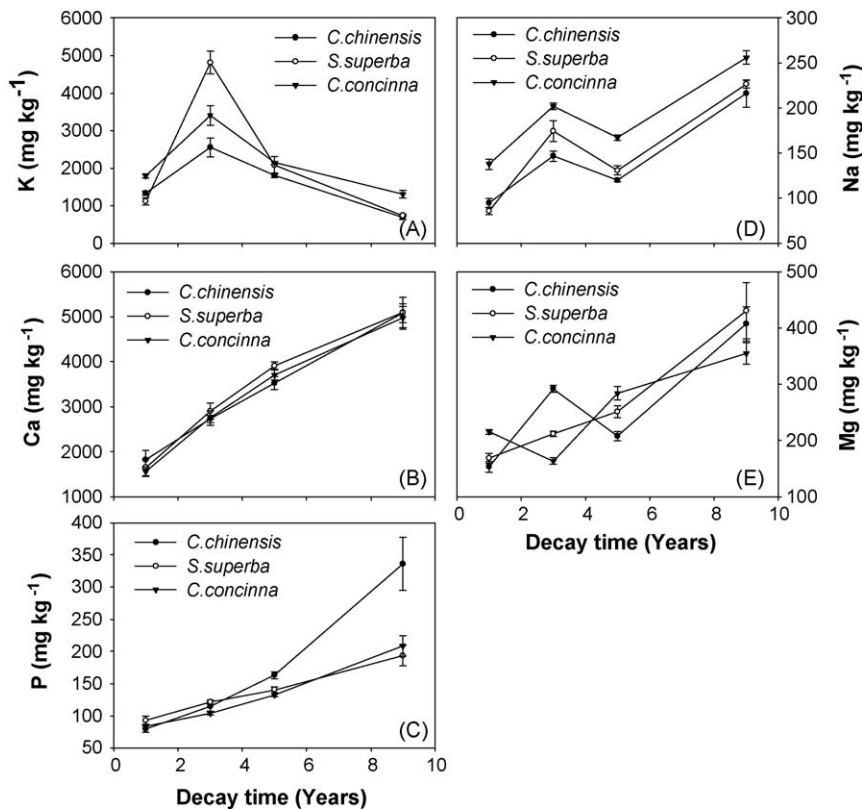 K (mg kg-1)
6000
5000
4000
3000
2000
1000
0
C.chinensis
S.superba
C.concinna
(A)
C.chinensis
S.superba
C.concinna
(D)
300
250
200
150
100
50
Na (mg kg-1)
Ca (mg kg-1)
6000
5000
4000
3000
2000
1000
C.chinensis
S.superba
C.concinna
(B)
C.chinensis
S.superba
C.concinna
(E)
500
400
300
200
100
Mg (mg kg-1)
0 2 4 6 8 10
Decay time (Years)
P (mg kg-1)
400
350
300
250
200
150
100
50
C.chinensis
S.superba
C.concinna
(C)
0 2 4 6 8 10
Decay time (Years)